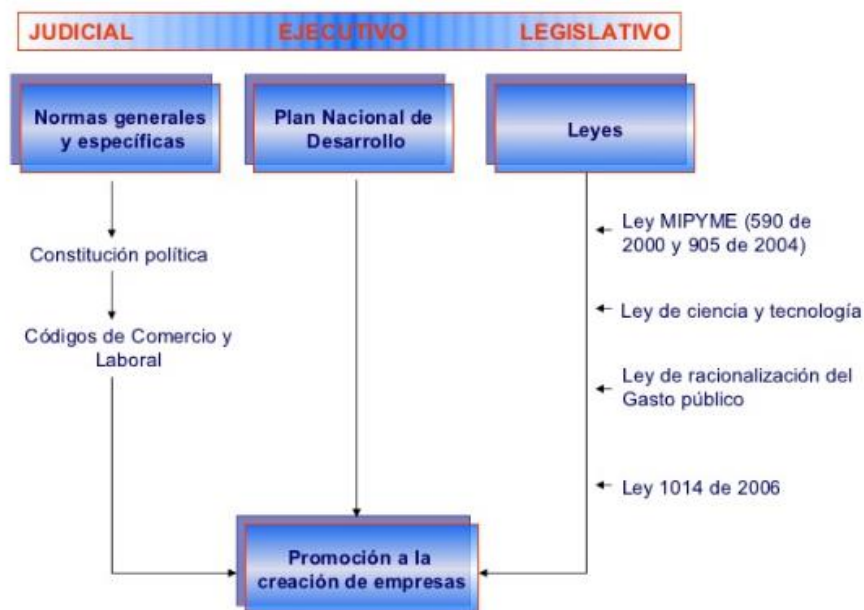 JUDICIAL EJECUTIVO LEGISLATIVO
Normas generales
y específicas
Plan Nacional de
Desarrollo
Leyes
Constitución política
Códigos de Comercio y
Laboral
Ley MIPYME (590 de
2000 y 905 de 2004)
Ley de ciencia y tecnología
Ley de racionalización del
Gasto público
Ley 1014 de 2006
Promoción a la
creación de empresas